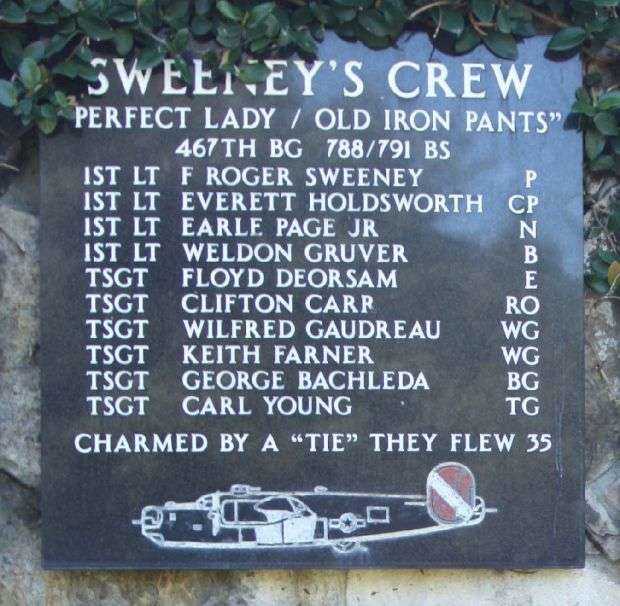 SWEENEY'S CREW
PERFECT LADY / OLD IRON PANTS"
467TH BG 788/791 BS
1ST LT F ROGER SWEENEY P
1ST LT EVERETT HOLDSWORTH CP
1ST LT EARLE PAGE JR N
1ST LT WELDON GRUVER B
TSGT FLOYD DEORSAM E
TSGT CLIFTON CARR RO
TSGT WILFRED GAUDREAU WG
TSGT KEITH FARNER WG
TSGT GEORGE BACHLEDA BG
TSGT CARL YOUNG TG
CHARMED BY A "TIE" THEY FLEW 35